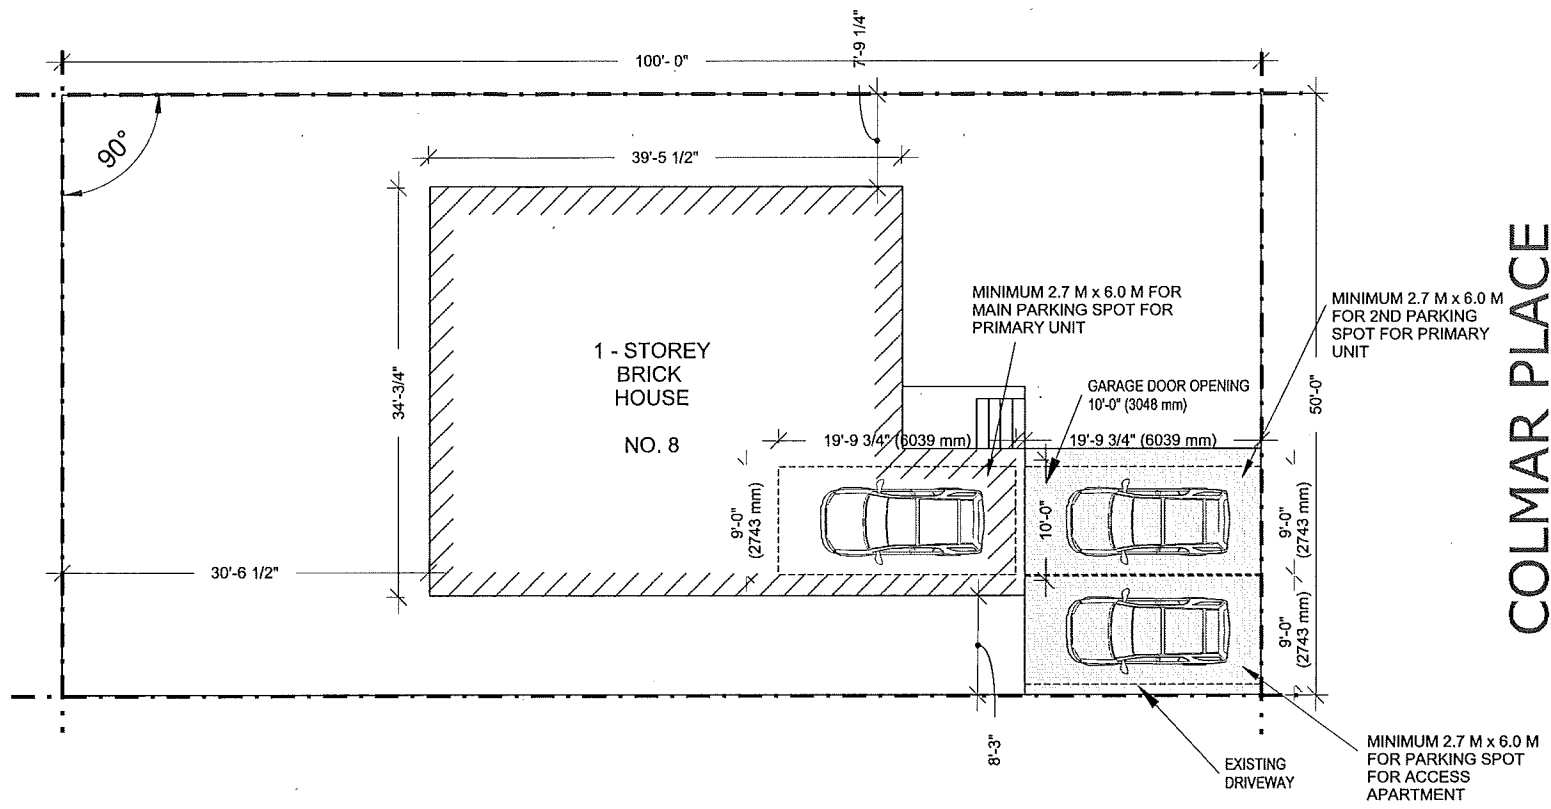 100'- 0"
7'-9 1/4"
90°
39'-5 1/2"
34'-3/4"
1 - STOREY
BRICK
HOUSE
NO. 8
MINIMUM 2.7 M x 6.0 M FOR
MAIN PARKING SPOT FOR
PRIMARY UNIT
MINIMUM 2.7 M x 6.0 M
FOR 2ND PARKING
SPOT FOR PRIMARY
UNIT
GARAGE DOOR OPENING
10'-0" (3048 mm)
50'-0"
COLMAR PLACE
19'-9 3/4" (6039 mm)
19'-9 3/4" (6039 mm)
9'-0"
(2743 mm)
10'-0"
9'-0"
(2743 mm)
30'-6 1/2"
9'-0"
(2743 mm)
8'-3"
EXISTING
DRIVEWAY
MINIMUM 2.7 M x 6.0 M
FOR PARKING SPOT
FOR ACCESS
APARTMENT